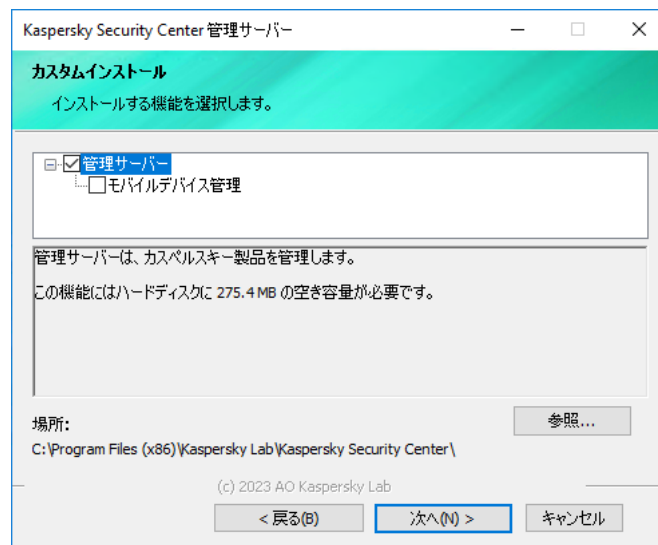 Kaspersky Security Center 管理サーバー
カスタムインストール
インストールする機能を選択します。
管理サーバー
モバイルデバイス管理
管理サーバーは、カスペルスキー製品を管理します。
この機能にはハードディスクに 275.4 MB の空き容量が必要です。
場所:
参照...
C:\Program Files (x86)\Kaspersky Lab\Kaspersky Security Center\
(c) 2023 AO Kaspersky Lab
< 戻る(B)
次へ(N) >
キャンセル